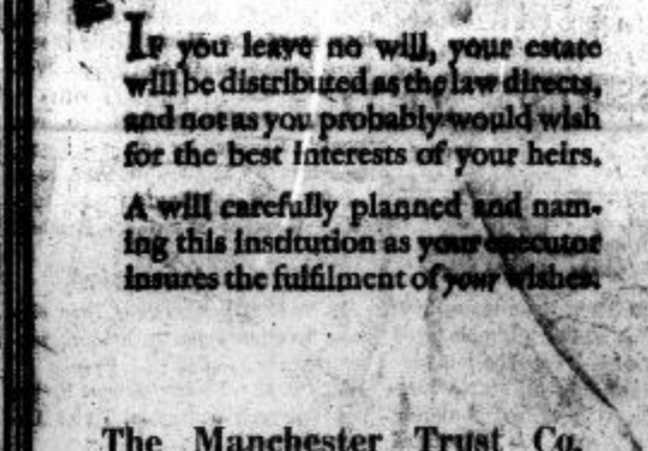 If you leave no will, your estate
will be distributed as the law directs,
and not as you probably would wish
for the best interests of your heirs.
A will carefully planned and nam-
ing this institution as your executor
insures the fulfilment of your wishes.
The Manchester Trust Co.